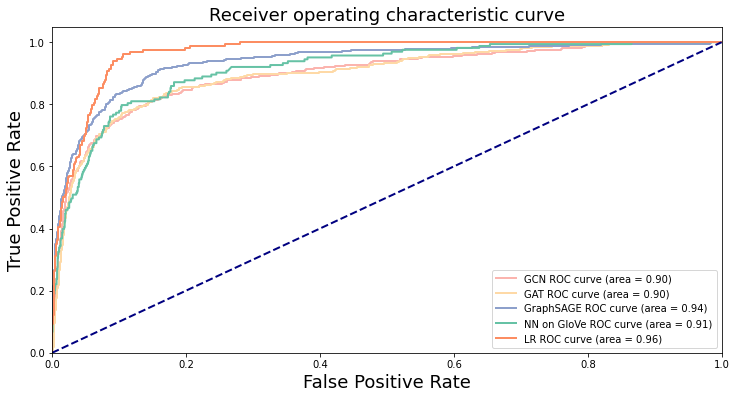 Receiver operating characteristic curve
True Positive Rate
1.0
0.8
0.6
0.4
0.2
0.0
GCN ROC curve (area = 0.90)
GAT ROC curve (area = 0.90)
GraphSAGE ROC curve (area = 0.94)
NN on GloVe ROC curve (area = 0.91)
LR ROC curve (area = 0.96)
0.0 0.2 0.4 0.6 0.8 1.0
False Positive Rate